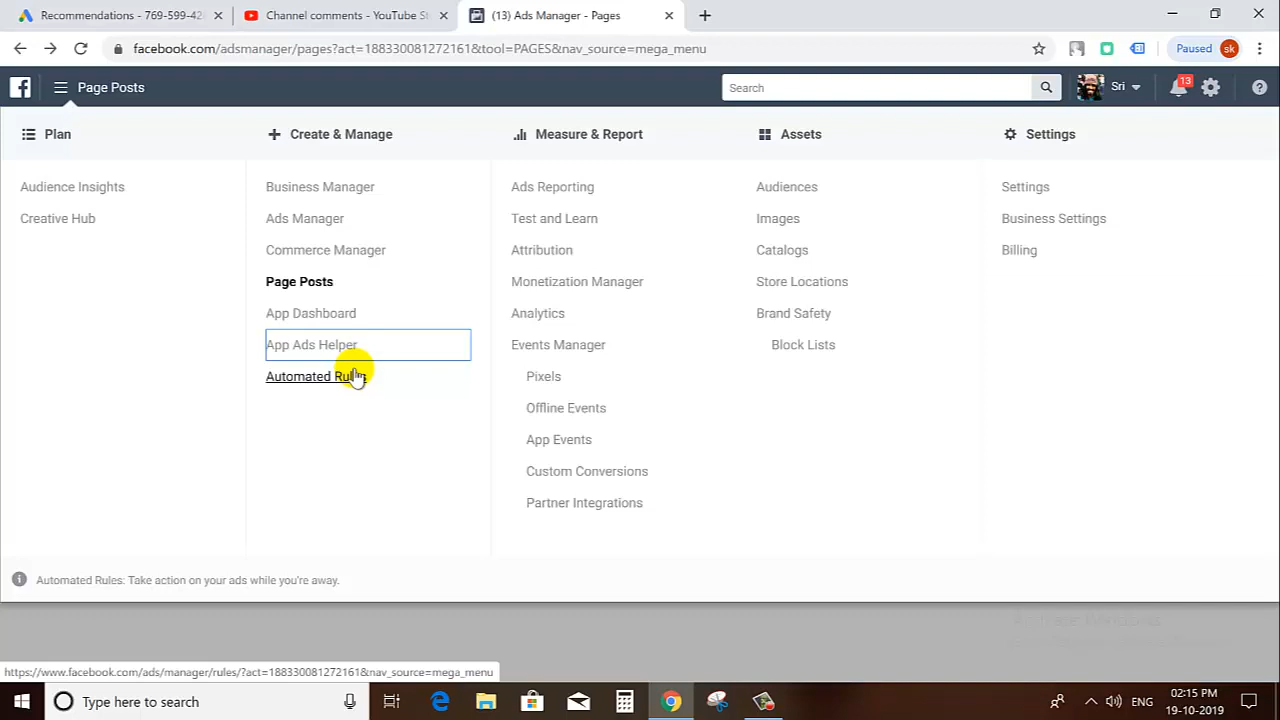 Recommendations - 769-599-42
Channel comments - YouTube St
(13) Ads Manager - Pages
facebook.com/adsmanager/pages?act=188330081272161&tool=PAGES&nav_source=mega_menu
Paused
sk
Page Posts
Search
Sri
13
Plan
Audience Insights
Creative Hub
Create & Manage
Business Manager
Ads Manager
Commerce Manager
Page Posts
App Dashboard
App Ads Helper
Automated Rules
Measure & Report
Ads Reporting
Test and Learn
Attribution
Monetization Manager
Analytics
Events Manager
Pixels
Offline Events
App Events
Custom Conversions
Partner Integrations
Assets
Audiences
Images
Catalogs
Store Locations
Brand Safety
Block Lists
Settings
Settings
Business Settings
Billing
Automated Rules: Take action on your ads while you're away.
https://www.facebook.com/ads/manager/rules/?act=188330081272161&nav_source=mega_menu
Type here to search
ENG
02:15 PM
19-10-2019